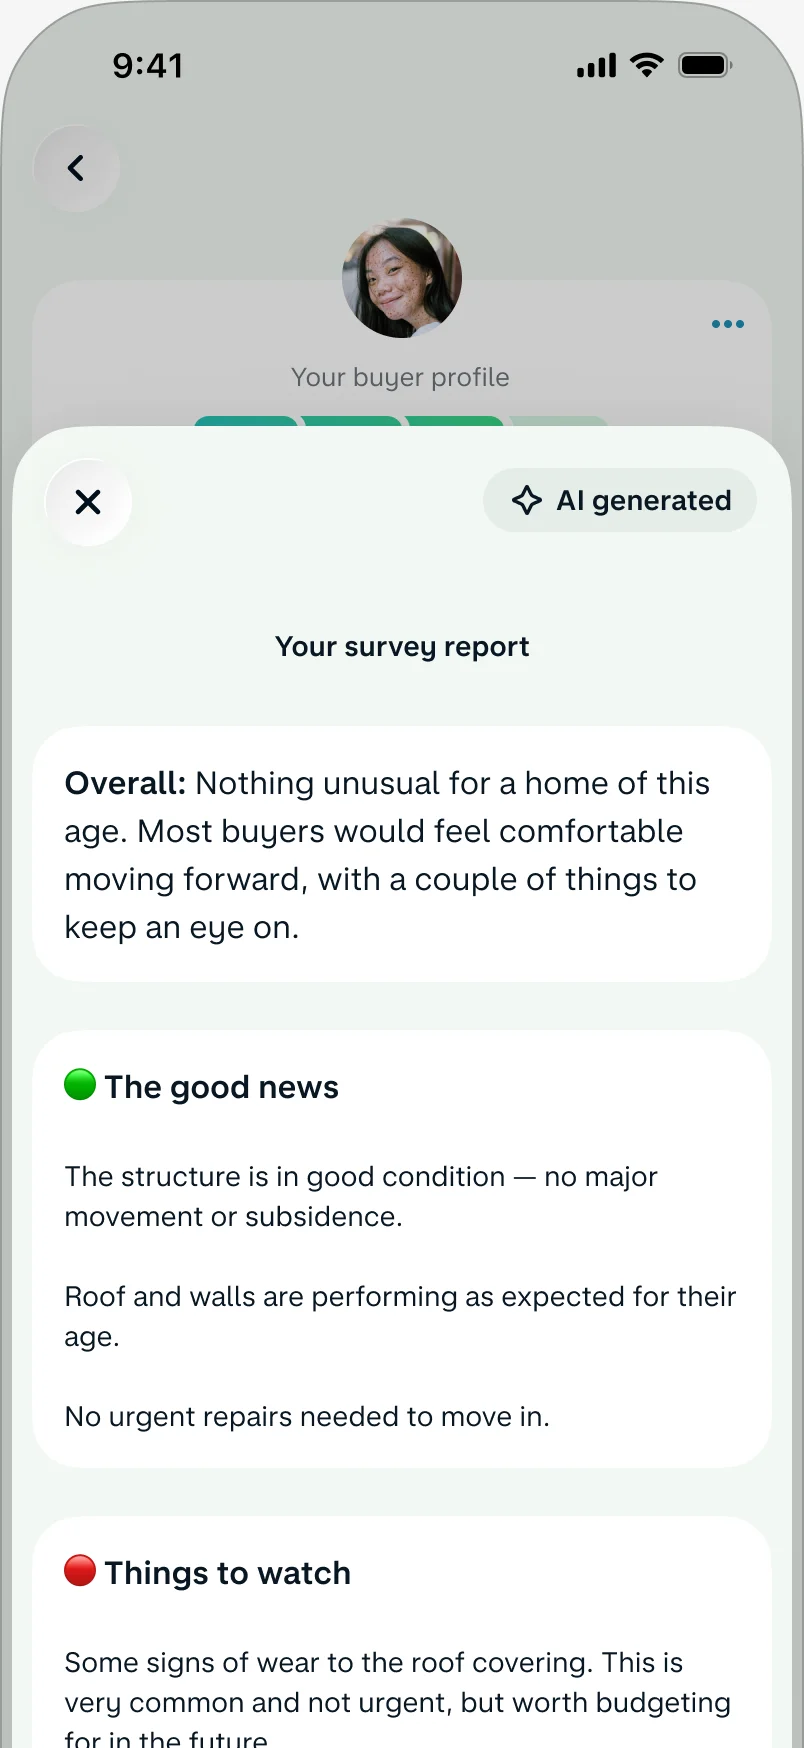 9:41
Your buyer profile
AI generated
Your survey report
Overall: Nothing unusual for a home of this
age. Most buyers would feel comfortable
moving forward, with a couple of things to
keep an eye on.
The good news
The structure is in good condition — no major
movement or subsidence.
Roof and walls are performing as expected for their
age.
No urgent repairs needed to move in.
Things to watch
Some signs of wear to the roof covering. This is
very common and not urgent, but worth budgeting
for in the future